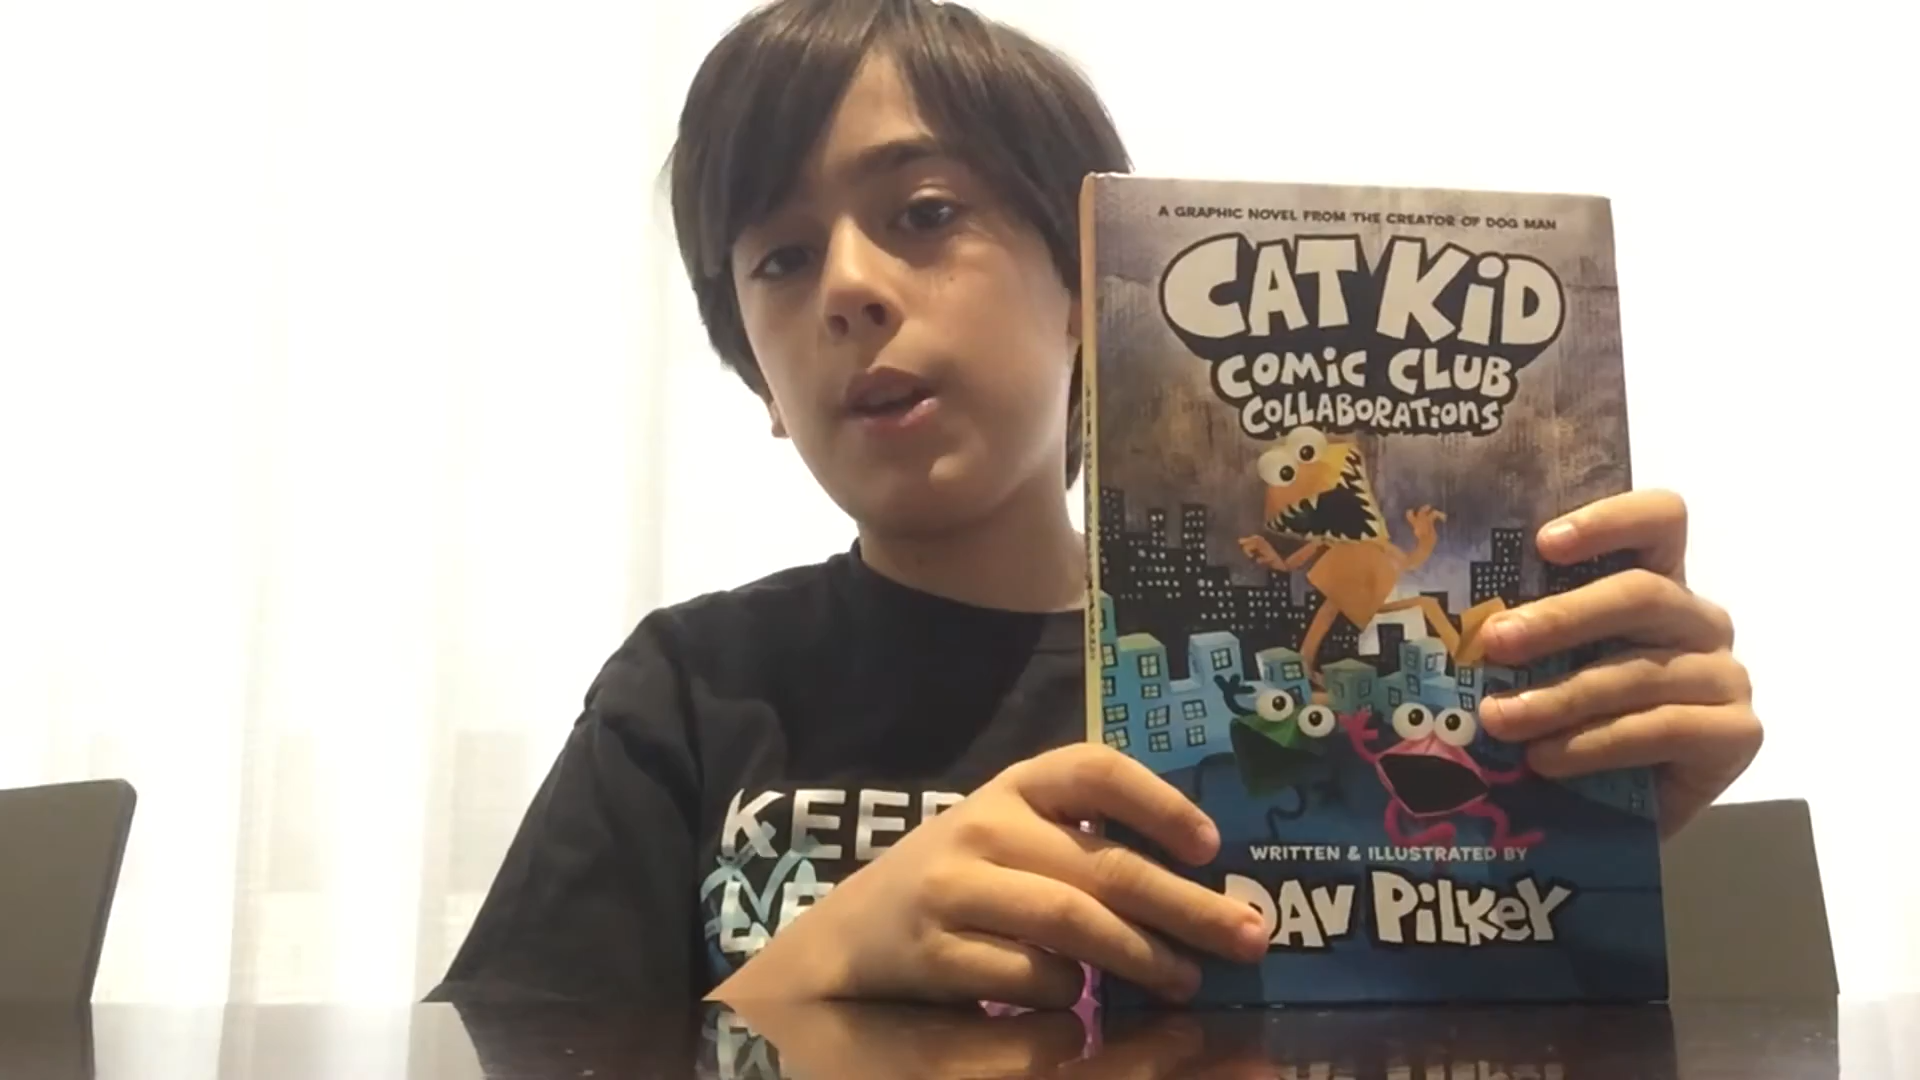 A GRAPHIC NOVEL FROM THE CREATOR OF DOG MAN
CAT KiD
COMiC CLUB
COLLABORATiONS
WRITTEN & ILLUSTRATED BY
DAV PiLKeY
KEEP